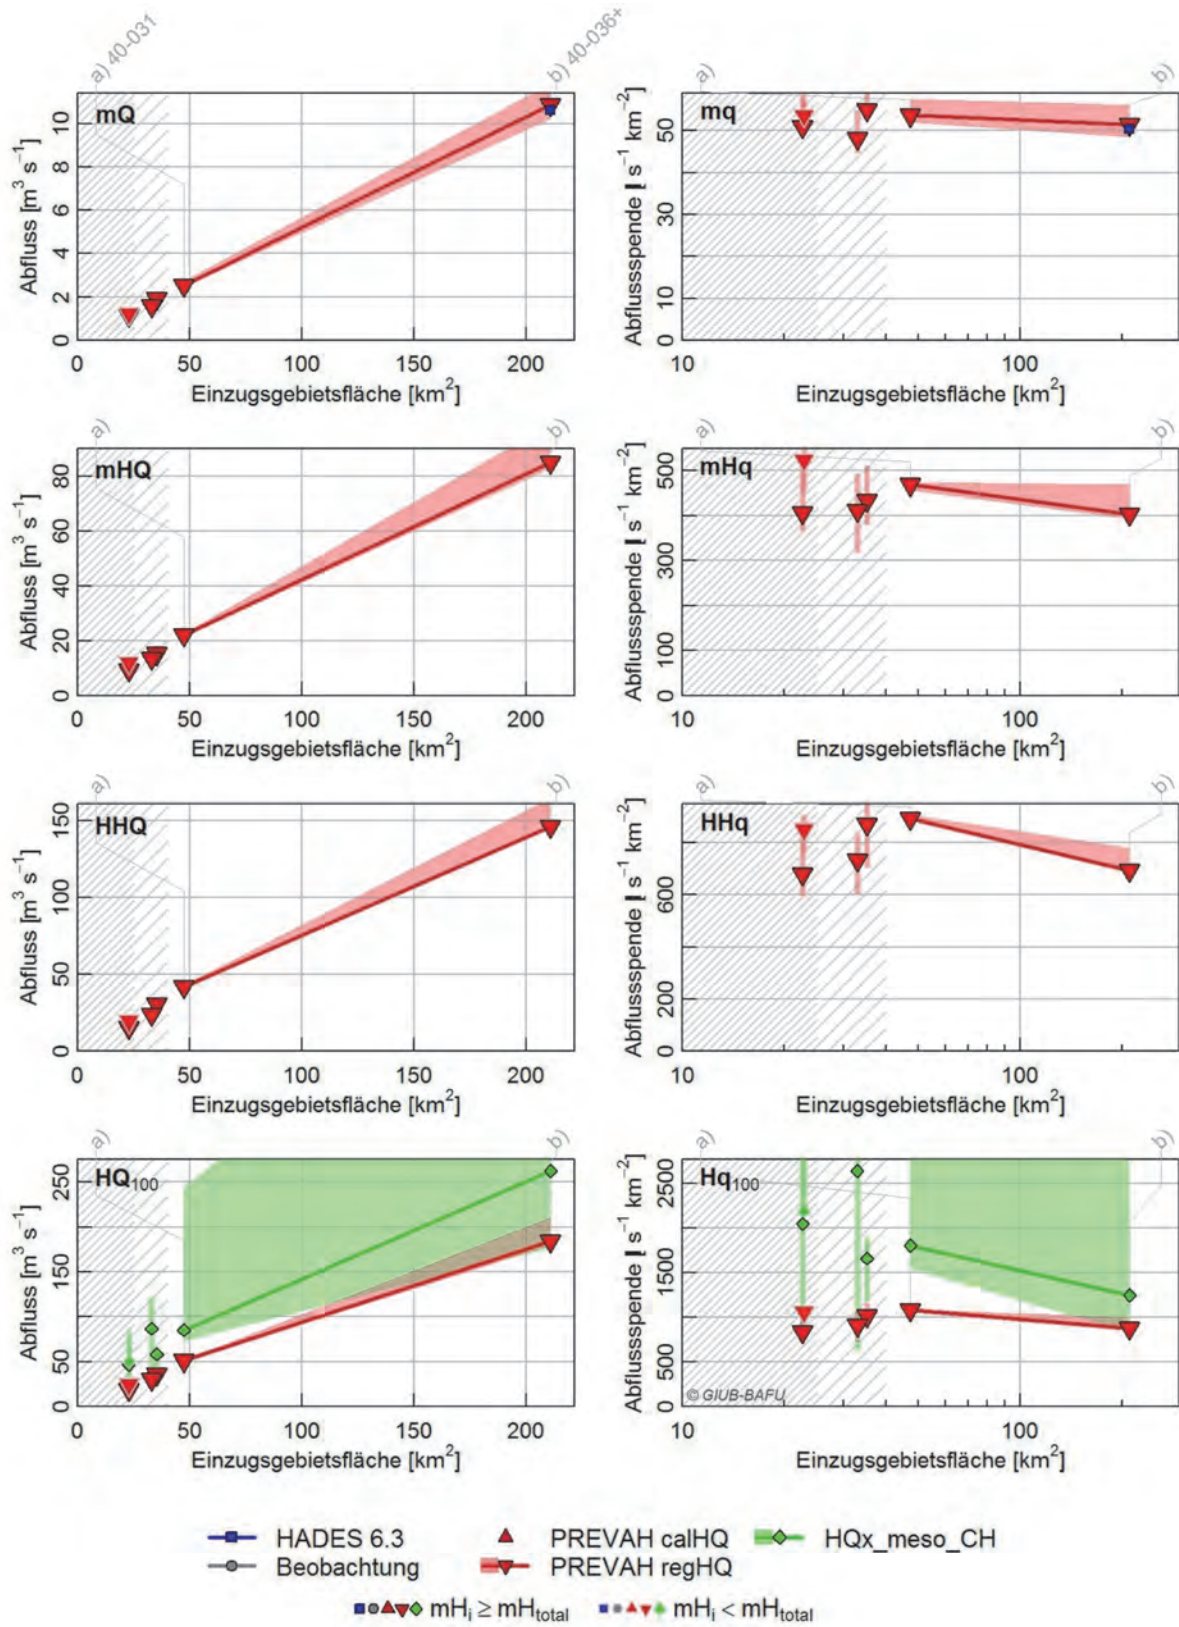 a) 40-031
b) 40-036+
b)
mQ
mq
Abfluss [m³ s⁻¹]
0 2 4 6 8 10
0 50 100 150 200
Einzugsgebietsfläche [km²]
Abflussspende [l s⁻¹ km⁻²]
0 10 30 50
10 100
Einzugsgebietsfläche [km²]
a)
b)
a)
b)
mHQ
mHq
Abfluss [m³ s⁻¹]
0 20 40 60 80
0 50 100 150 200
Einzugsgebietsfläche [km²]
Abflussspende [l s⁻¹ km⁻²]
0 100 300 500
10 100
Einzugsgebietsfläche [km²]
a)
b)
a)
b)
HHQ
HHq
Abfluss [m³ s⁻¹]
0 50 100 150
0 50 100 150 200
Einzugsgebietsfläche [km²]
Abflussspende [l s⁻¹ km⁻²]
0 200 600
10 100
Einzugsgebietsfläche [km²]
a)
b)
a)
b)
HQ₁₀₀
Hq₁₀₀
Abfluss [m³ s⁻¹]
0 50 150 250
0 50 100 150 200
Einzugsgebietsfläche [km²]
Abflussspende [l s⁻¹ km⁻²]
0 500 1500 2500
© GIUB-BAFU
10 100
Einzugsgebietsfläche [km²]
HADES 6.3 PREVAH calHQ HQx_meso_CH
Beobachtung PREVAH regHQ
mHᵢ ≥ mH_total mHᵢ < mH_total